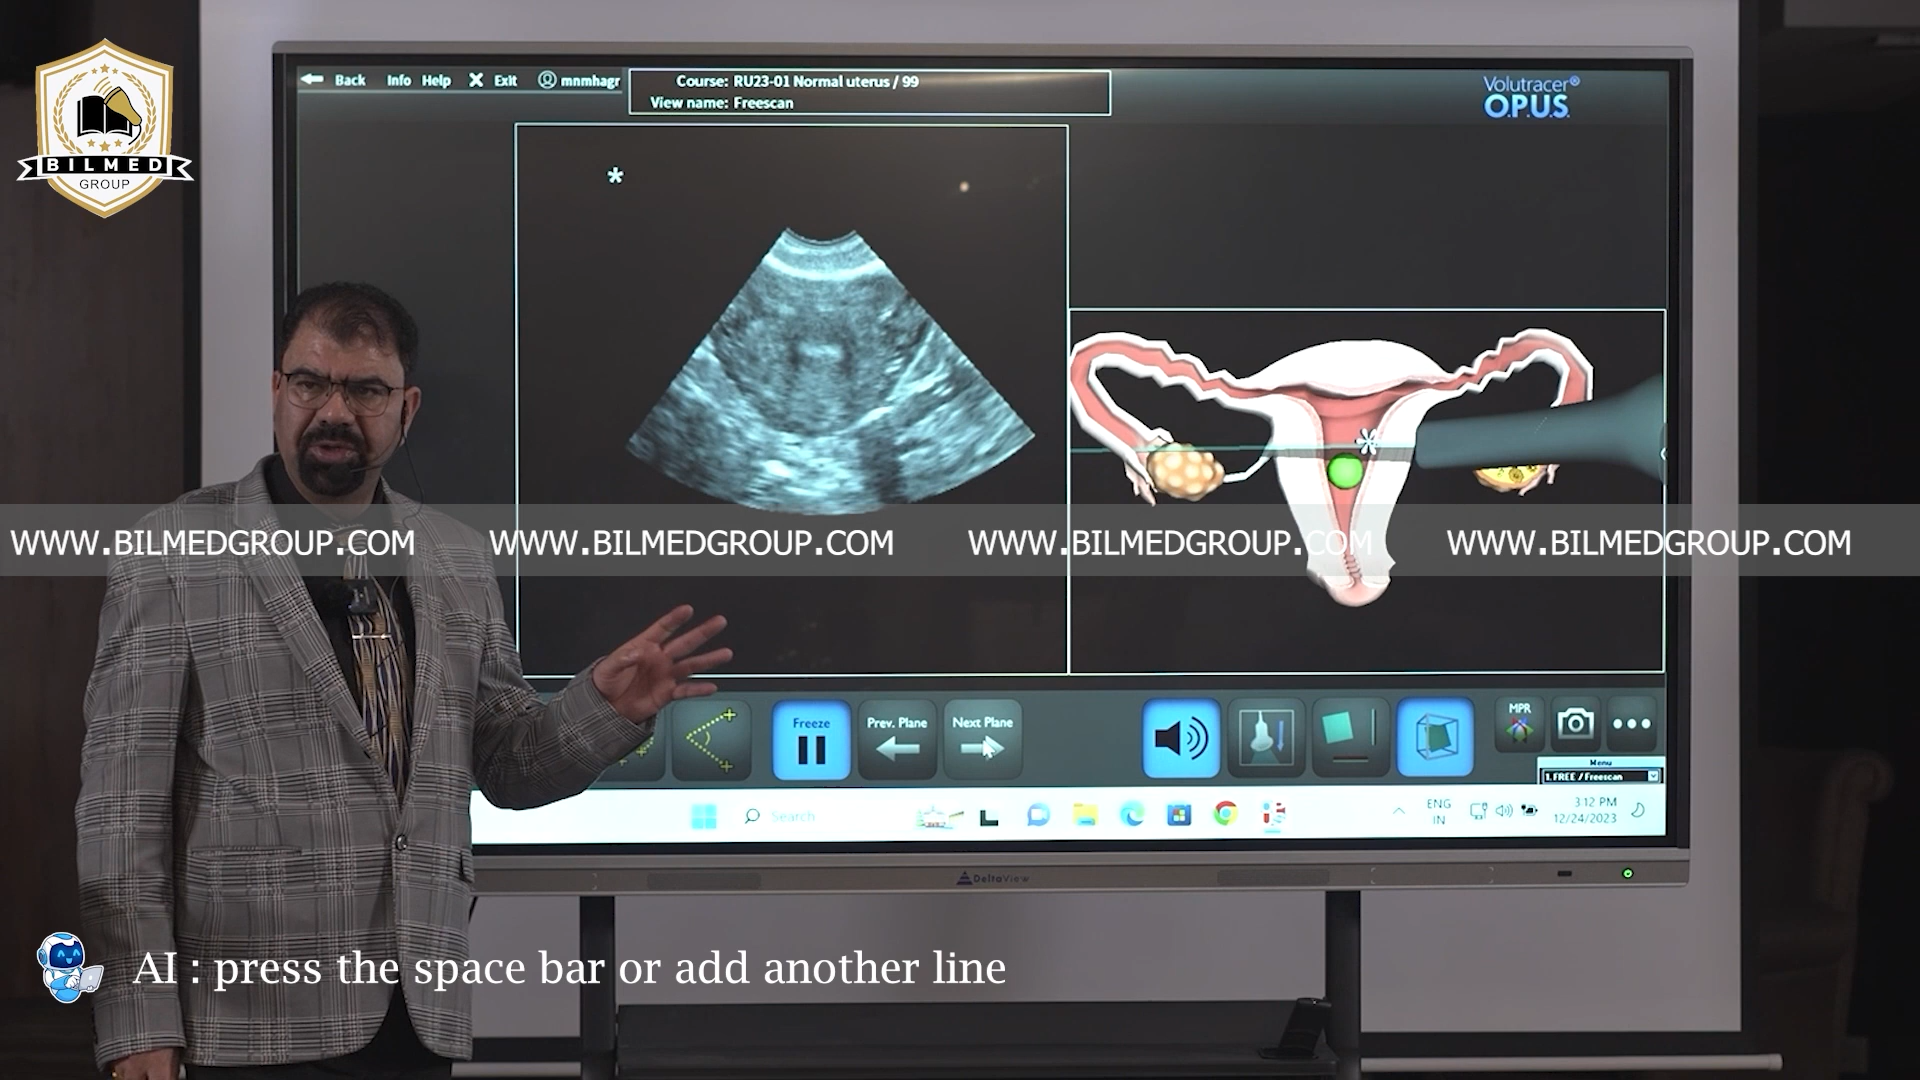 BILMED
GROUP
Back Info Help Exit mnmhagr
Course: RU23-01 Normal uterus / 99
View name: Freescan
Volutracer®
O.P.U.S.
*
WWW.BILMEDGROUP.COM WWW.BILMEDGROUP.COM WWW.BILMEDGROUP.COM WWW.BILMEDGROUP.COM
Freeze Prev. Plane Next Plane MPR
Menu
1. FREE / Freescan
Search
ENG
IN
3:12 PM
12/24/2023
DeltaView
AI : press the space bar or add another line